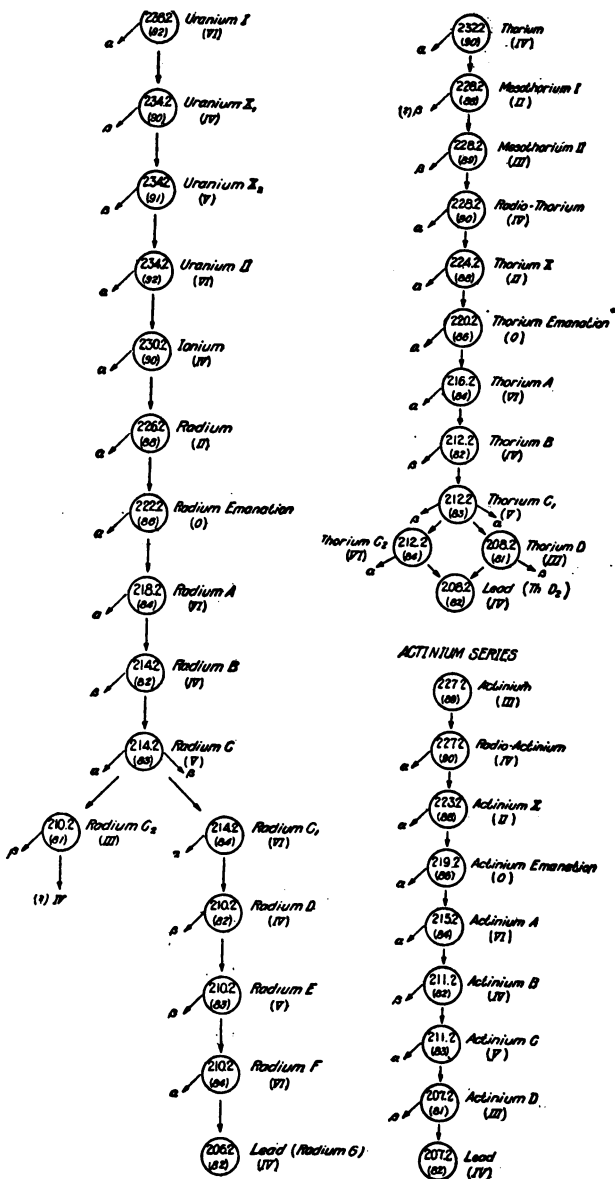 238.2 Uranium I
α (92) (VI)
234.2 Uranium X₁
β (90) (IV)
234.2 Uranium X₂
β (91) (V)
234.2 Uranium II
α (92) (VI)
230.2 Ionium
α (90) (IV)
226.2 Radium
α (88) (II)
222.2 Radium Emanation
α (86) (O)
218.2 Radium A
α (84) (VI)
214.2 Radium B
β (82) (IV)
214.2 Radium C
α (83) (V) β
210.2 Radium C₂
β (81) (III)
(?) IV
214.2 Radium C₁
α (84) (VI)
210.2 Radium D
β (82) (IV)
210.2 Radium E
β (83) (V)
210.2 Radium F
α (84) (VI)
206.2 Lead (Radium G)
(82) (IV)
232.2 Thorium
α (90) (IV)
228.2 Mesothorium I
(?) β (88) (II)
228.2 Mesothorium II
β (89) (III)
228.2 Radio-Thorium
α (90) (IV)
224.2 Thorium X
α (88) (II)
220.2 Thorium Emanation
α (86) (O)
216.2 Thorium A
α (84) (VI)
212.2 Thorium B
β (82) (IV)
212.2 Thorium C₁
β (83) (V) α
Thorium C₂ 212.2 208.2 Thorium D
(VI) (84) (81) (III)
α β
208.2 Lead (Th D₂)
(82) (IV)
ACTINIUM SERIES
227.2 Actinium
(89) (III)
227.2 Radio-Actinium
α (90) (IV)
223.2 Actinium X
α (88) (II)
219.2 Actinium Emanation
α (86) (O)
215.2 Actinium A
α (84) (VI)
211.2 Actinium B
β (82) (IV)
211.2 Actinium C
α (83) (V)
207.2 Actinium D
β (81) (III)
207.2 Lead
(82) (IV)